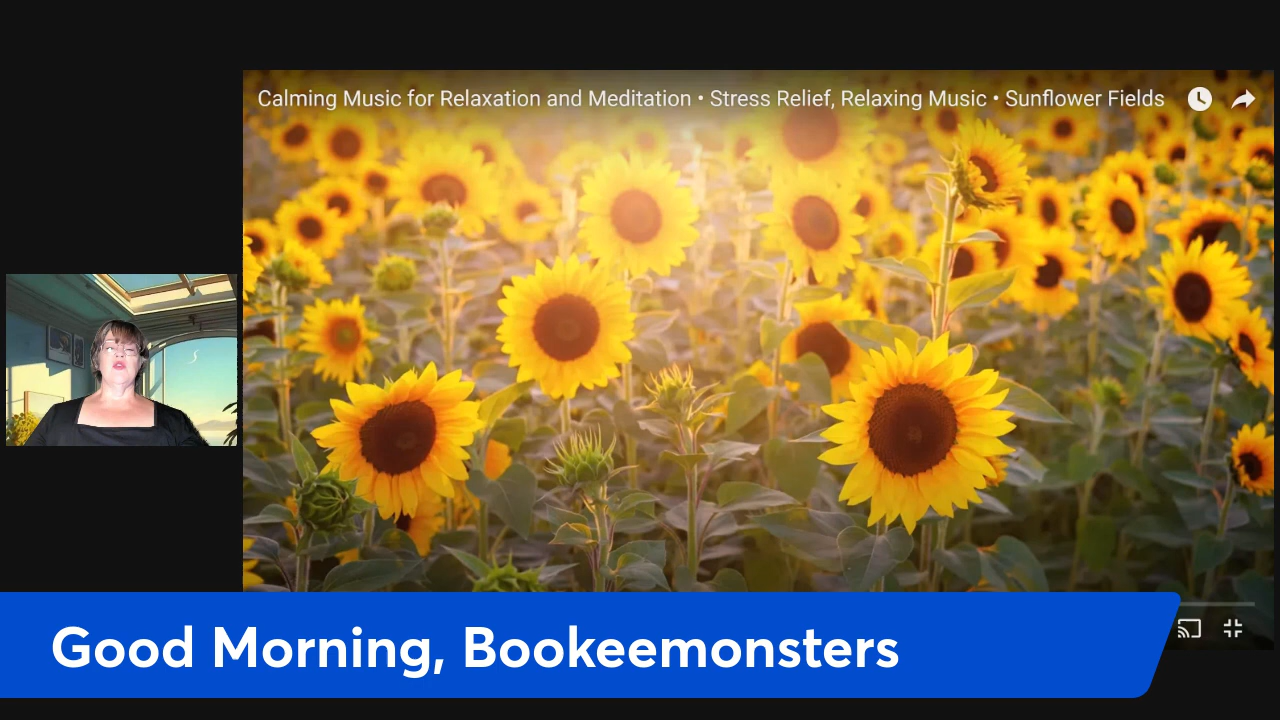 Calming Music for Relaxation and Meditation • Stress Relief, Relaxing Music • Sunflower Fields
Good Morning, Bookeemonsters